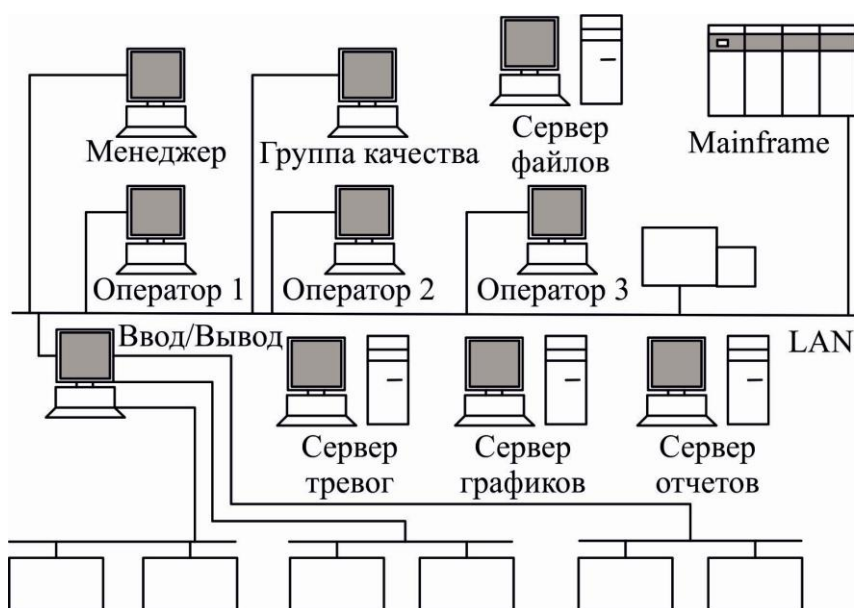 Менеджер
Группа качества
Сервер
файлов
Mainframe
Оператор 1
Оператор 2
Оператор 3
Ввод/Вывод
LAN
Сервер
тревог
Сервер
графиков
Сервер
отчетов